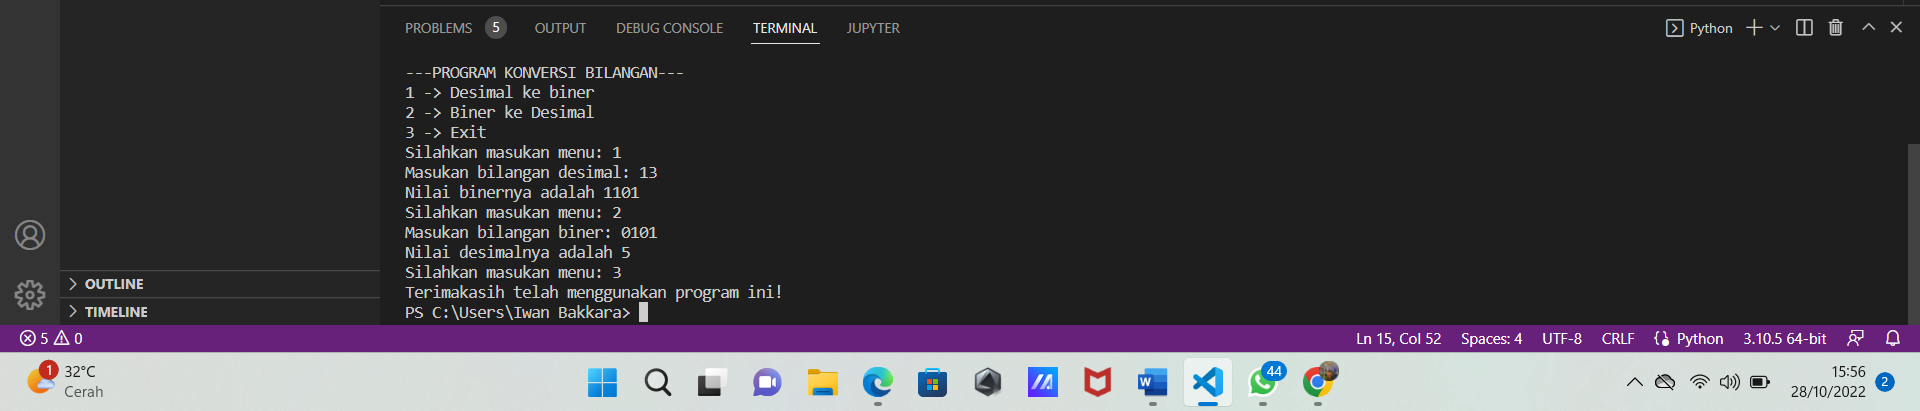 PROBLEMS 5 OUTPUT DEBUG CONSOLE TERMINAL JUPYTER Python
---PROGRAM KONVERSI BILANGAN---
1 -> Desimal ke biner
2 -> Biner ke Desimal
3 -> Exit
Silahkan masukan menu: 1
Masukan bilangan desimal: 13
Nilai binernya adalah 1101
Silahkan masukan menu: 2
Masukan bilangan biner: 0101
Nilai desimalnya adalah 5
Silahkan masukan menu: 3
Terimakasih telah menggunakan program ini!
PS C:\Users\Iwan Bakkara>
OUTLINE
TIMELINE
5 0 Ln 15, Col 52 Spaces: 4 UTF-8 CRLF Python 3.10.5 64-bit
1 32°C
Cerah
W
44
15:56
28/10/2022
2